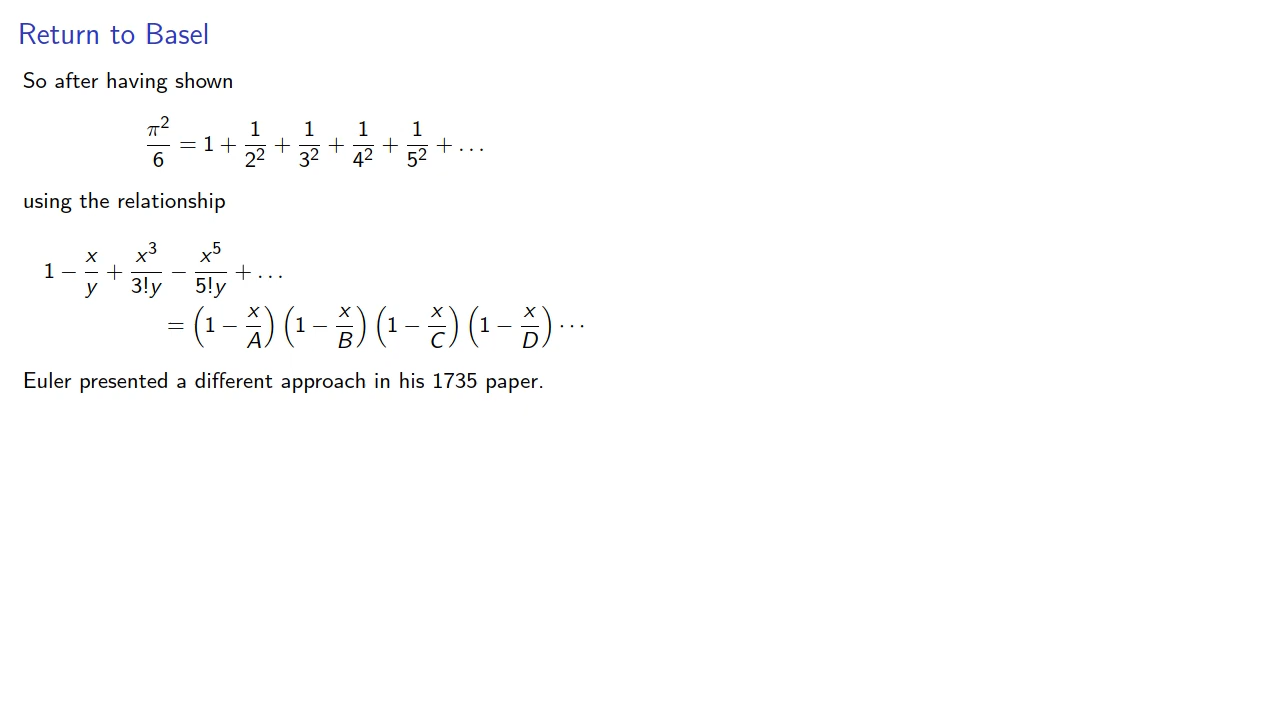 Return to Basel
So after having shown
π²/6 = 1 + 1/2² + 1/3² + 1/4² + 1/5² + ...
using the relationship
1 − x/y + x³/3!y − x⁵/5!y + ...
= (1 − x/A) (1 − x/B) (1 − x/C) (1 − x/D) ···
Euler presented a different approach in his 1735 paper.